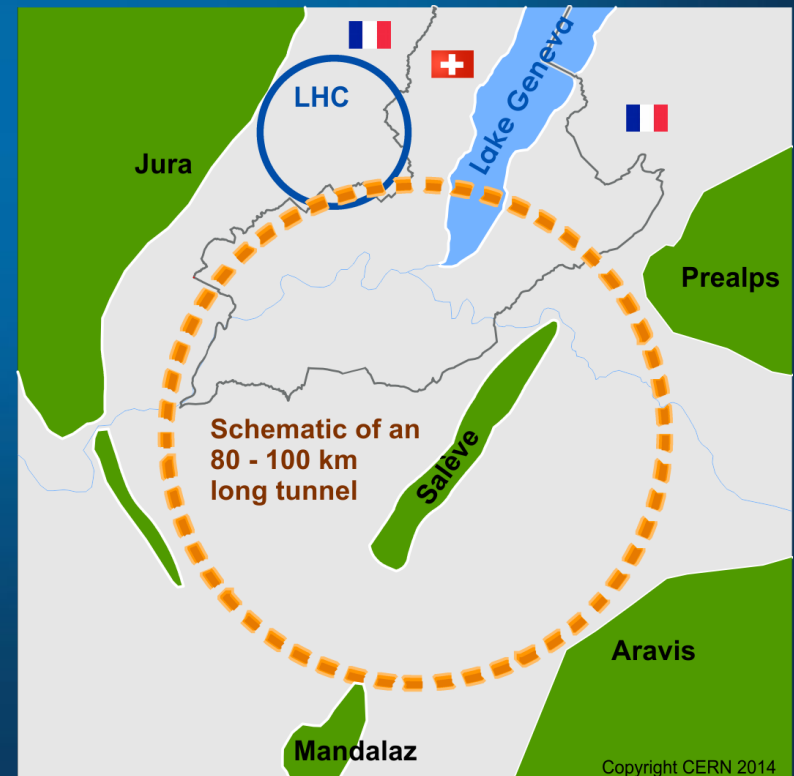 LHC
Lake Geneva
Jura
Prealps
Schematic of an
80 - 100 km
long tunnel
Salève
Aravis
Mandalaz
Copyright CERN 2014